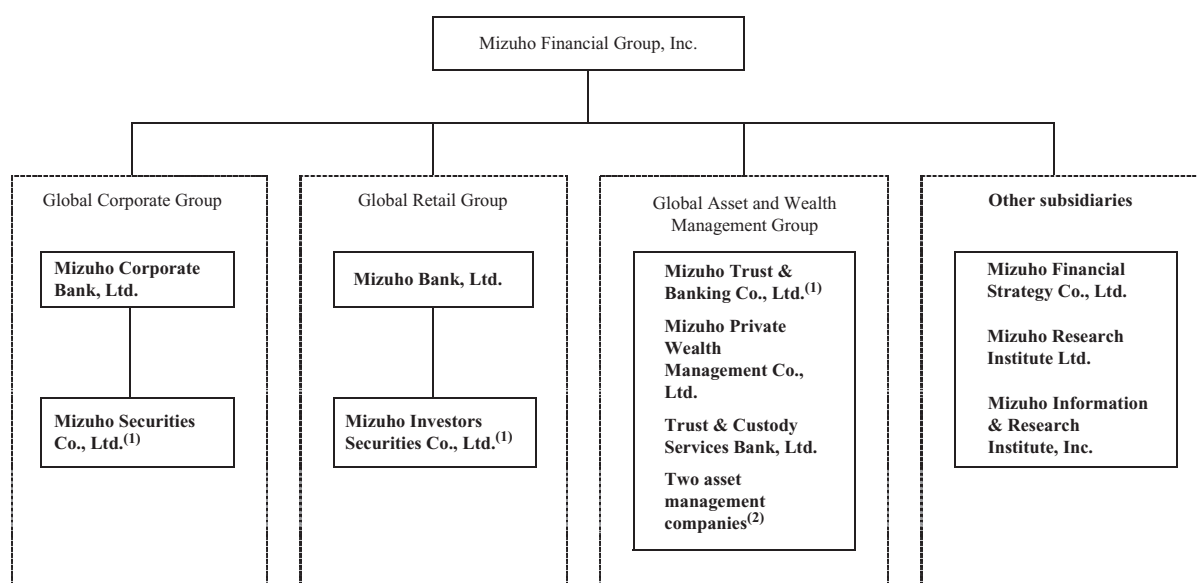 Mizuho Financial Group, Inc.
Global Corporate Group
Mizuho Corporate
Bank, Ltd.
Mizuho Securities
Co., Ltd.(1)
Global Retail Group
Mizuho Bank, Ltd.
Mizuho Investors
Securities Co., Ltd.(1)
Global Asset and Wealth
Management Group
Mizuho Trust &
Banking Co., Ltd.(1)
Mizuho Private
Wealth
Management Co.,
Ltd.
Trust & Custody
Services Bank, Ltd.
Two asset
management
companies(2)
Other subsidiaries
Mizuho Financial
Strategy Co., Ltd.
Mizuho Research
Institute Ltd.
Mizuho Information
& Research
Institute, Inc.